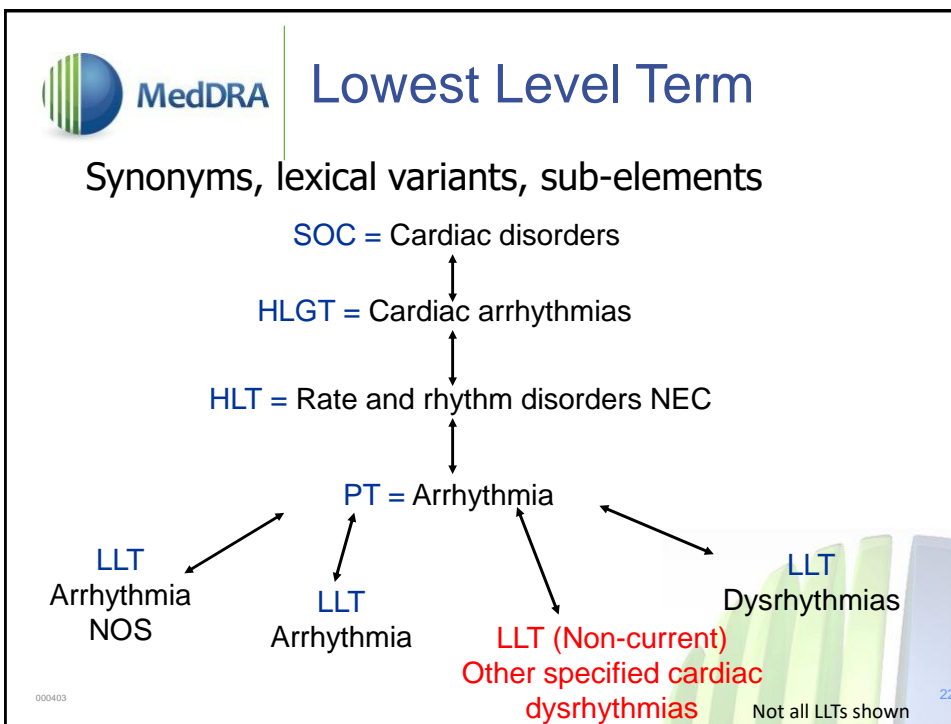 MedDRA
Lowest Level Term
Synonyms, lexical variants, sub-elements
SOC = Cardiac disorders
HLGT = Cardiac arrhythmias
HLT = Rate and rhythm disorders NEC
PT = Arrhythmia
LLT
Arrhythmia
NOS
LLT
Arrhythmia
LLT (Non-current)
Other specified cardiac
dysrhythmias
LLT
Dysrhythmias
000403
Not all LLTs shown
22